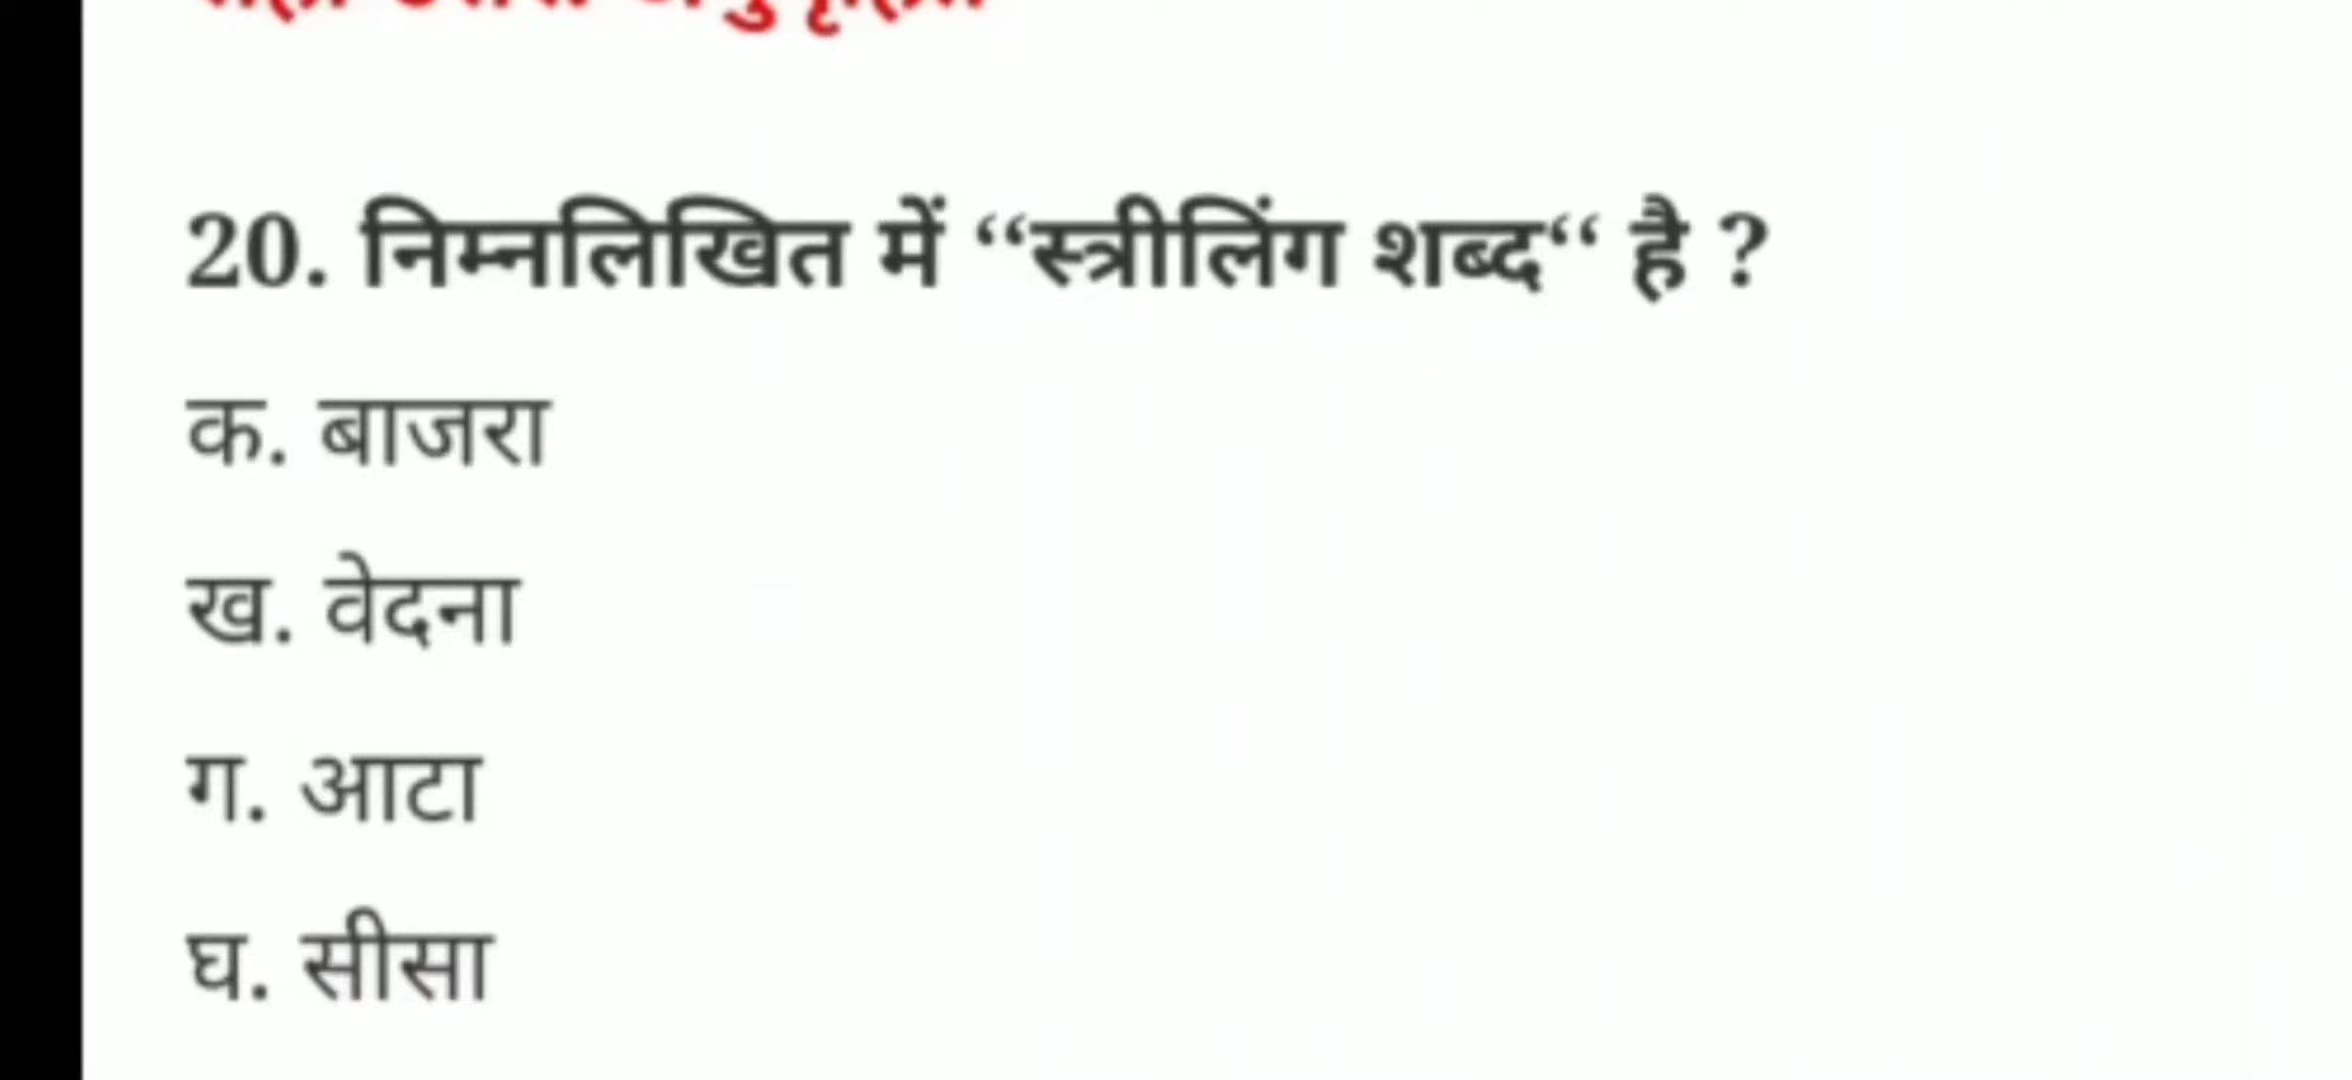 20. निम्नलिखित में “स्त्रीलिंग शब्द“ है ?
क. बाजरा
ख. वेदना
ग. आटा
घ. सीसा